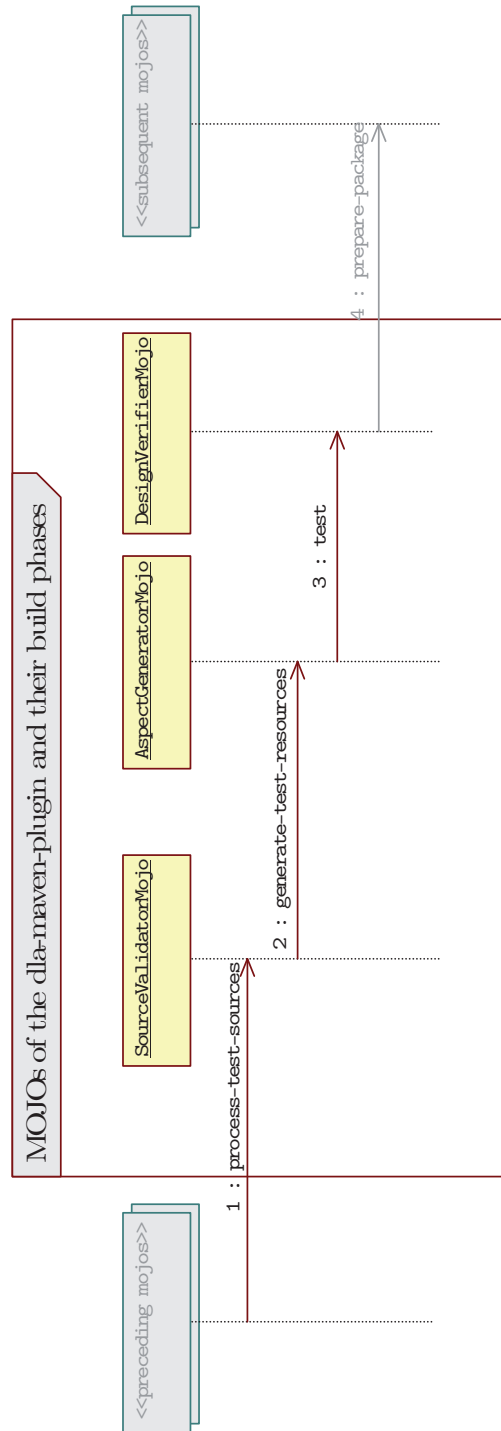 MOJOs of the dla-maven-plugin and their build phases
<<preceding mojos>>
SourceValidatorMojo
AspectGeneratorMojo
DesignVerifierMojo
<<subsequent mojos>>
1 : process-test-sources
2 : generate-test-resources
3 : test
4 : prepare-package